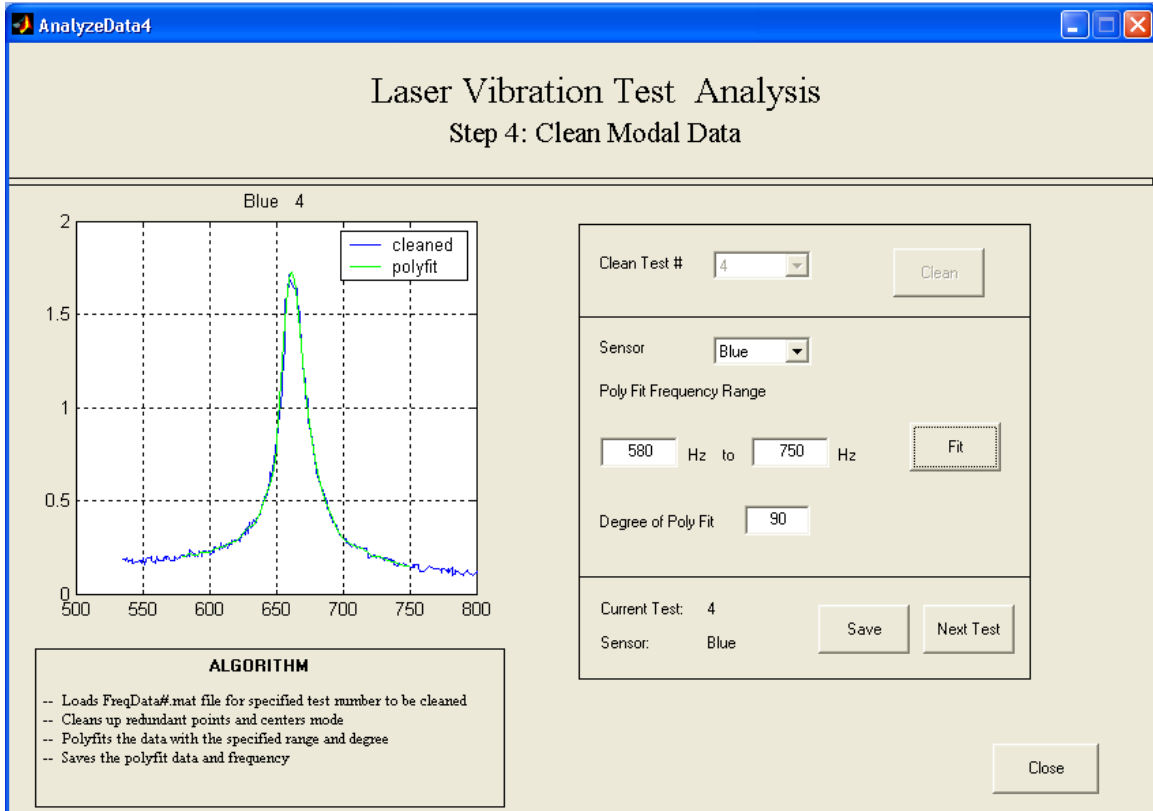 AnalyzeData4
Laser Vibration Test Analysis
Step 4: Clean Modal Data
Blue 4
2
1.5
1
0.5
0
500 550 600 650 700 750 800
cleaned
polyfit
Clean Test # 4 Clean
Sensor Blue
Poly Fit Frequency Range
580 Hz to 750 Hz Fit
Degree of Poly Fit 90
Current Test: 4
Sensor: Blue
Save Next Test
ALGORITHM
-- Loads FreqData#.mat file for specified test number to be cleaned
-- Cleans up redundant points and centers mode
-- Polyfits the data with the specified range and degree
-- Saves the polyfit data and frequency
Close